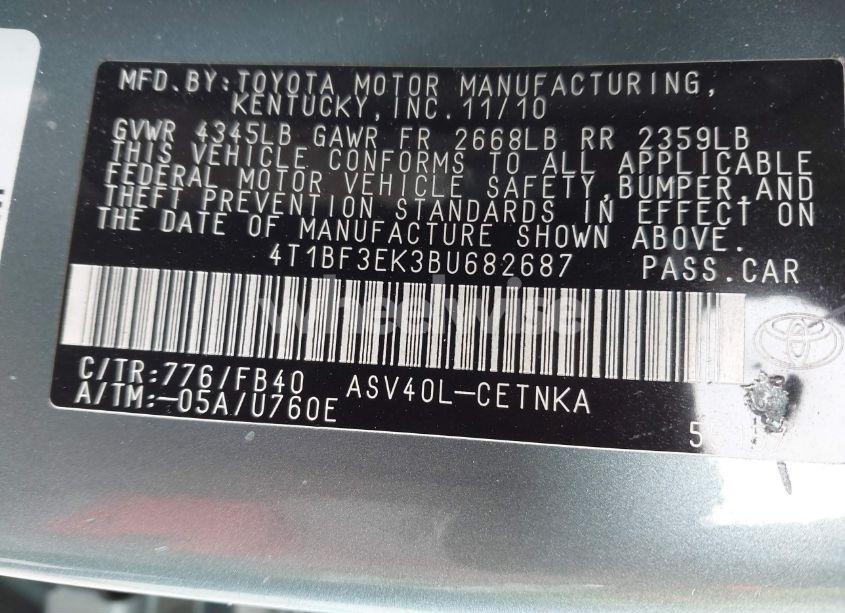 MFD.BY:TOYOTA MOTOR MANUFACTURING,
KENTUCKY,INC.11/10
GVWR 4345LB GAWR FR 2668LB RR 2359LB
THIS VEHICLE CONFORMS TO ALL APPLICABLE
FEDERAL MOTOR VEHICLE SAFETY,BUMPER,AND
THEFT PREVENTION STANDARDS IN EFFECT ON
THE DATE OF MANUFACTURE SHOWN ABOVE.
4T1BF3EK3BU682687 PASS.CAR
wheelwise
C/TR:776/FB40 ASV40L-CETNKA
A/TM:-05A/U760E